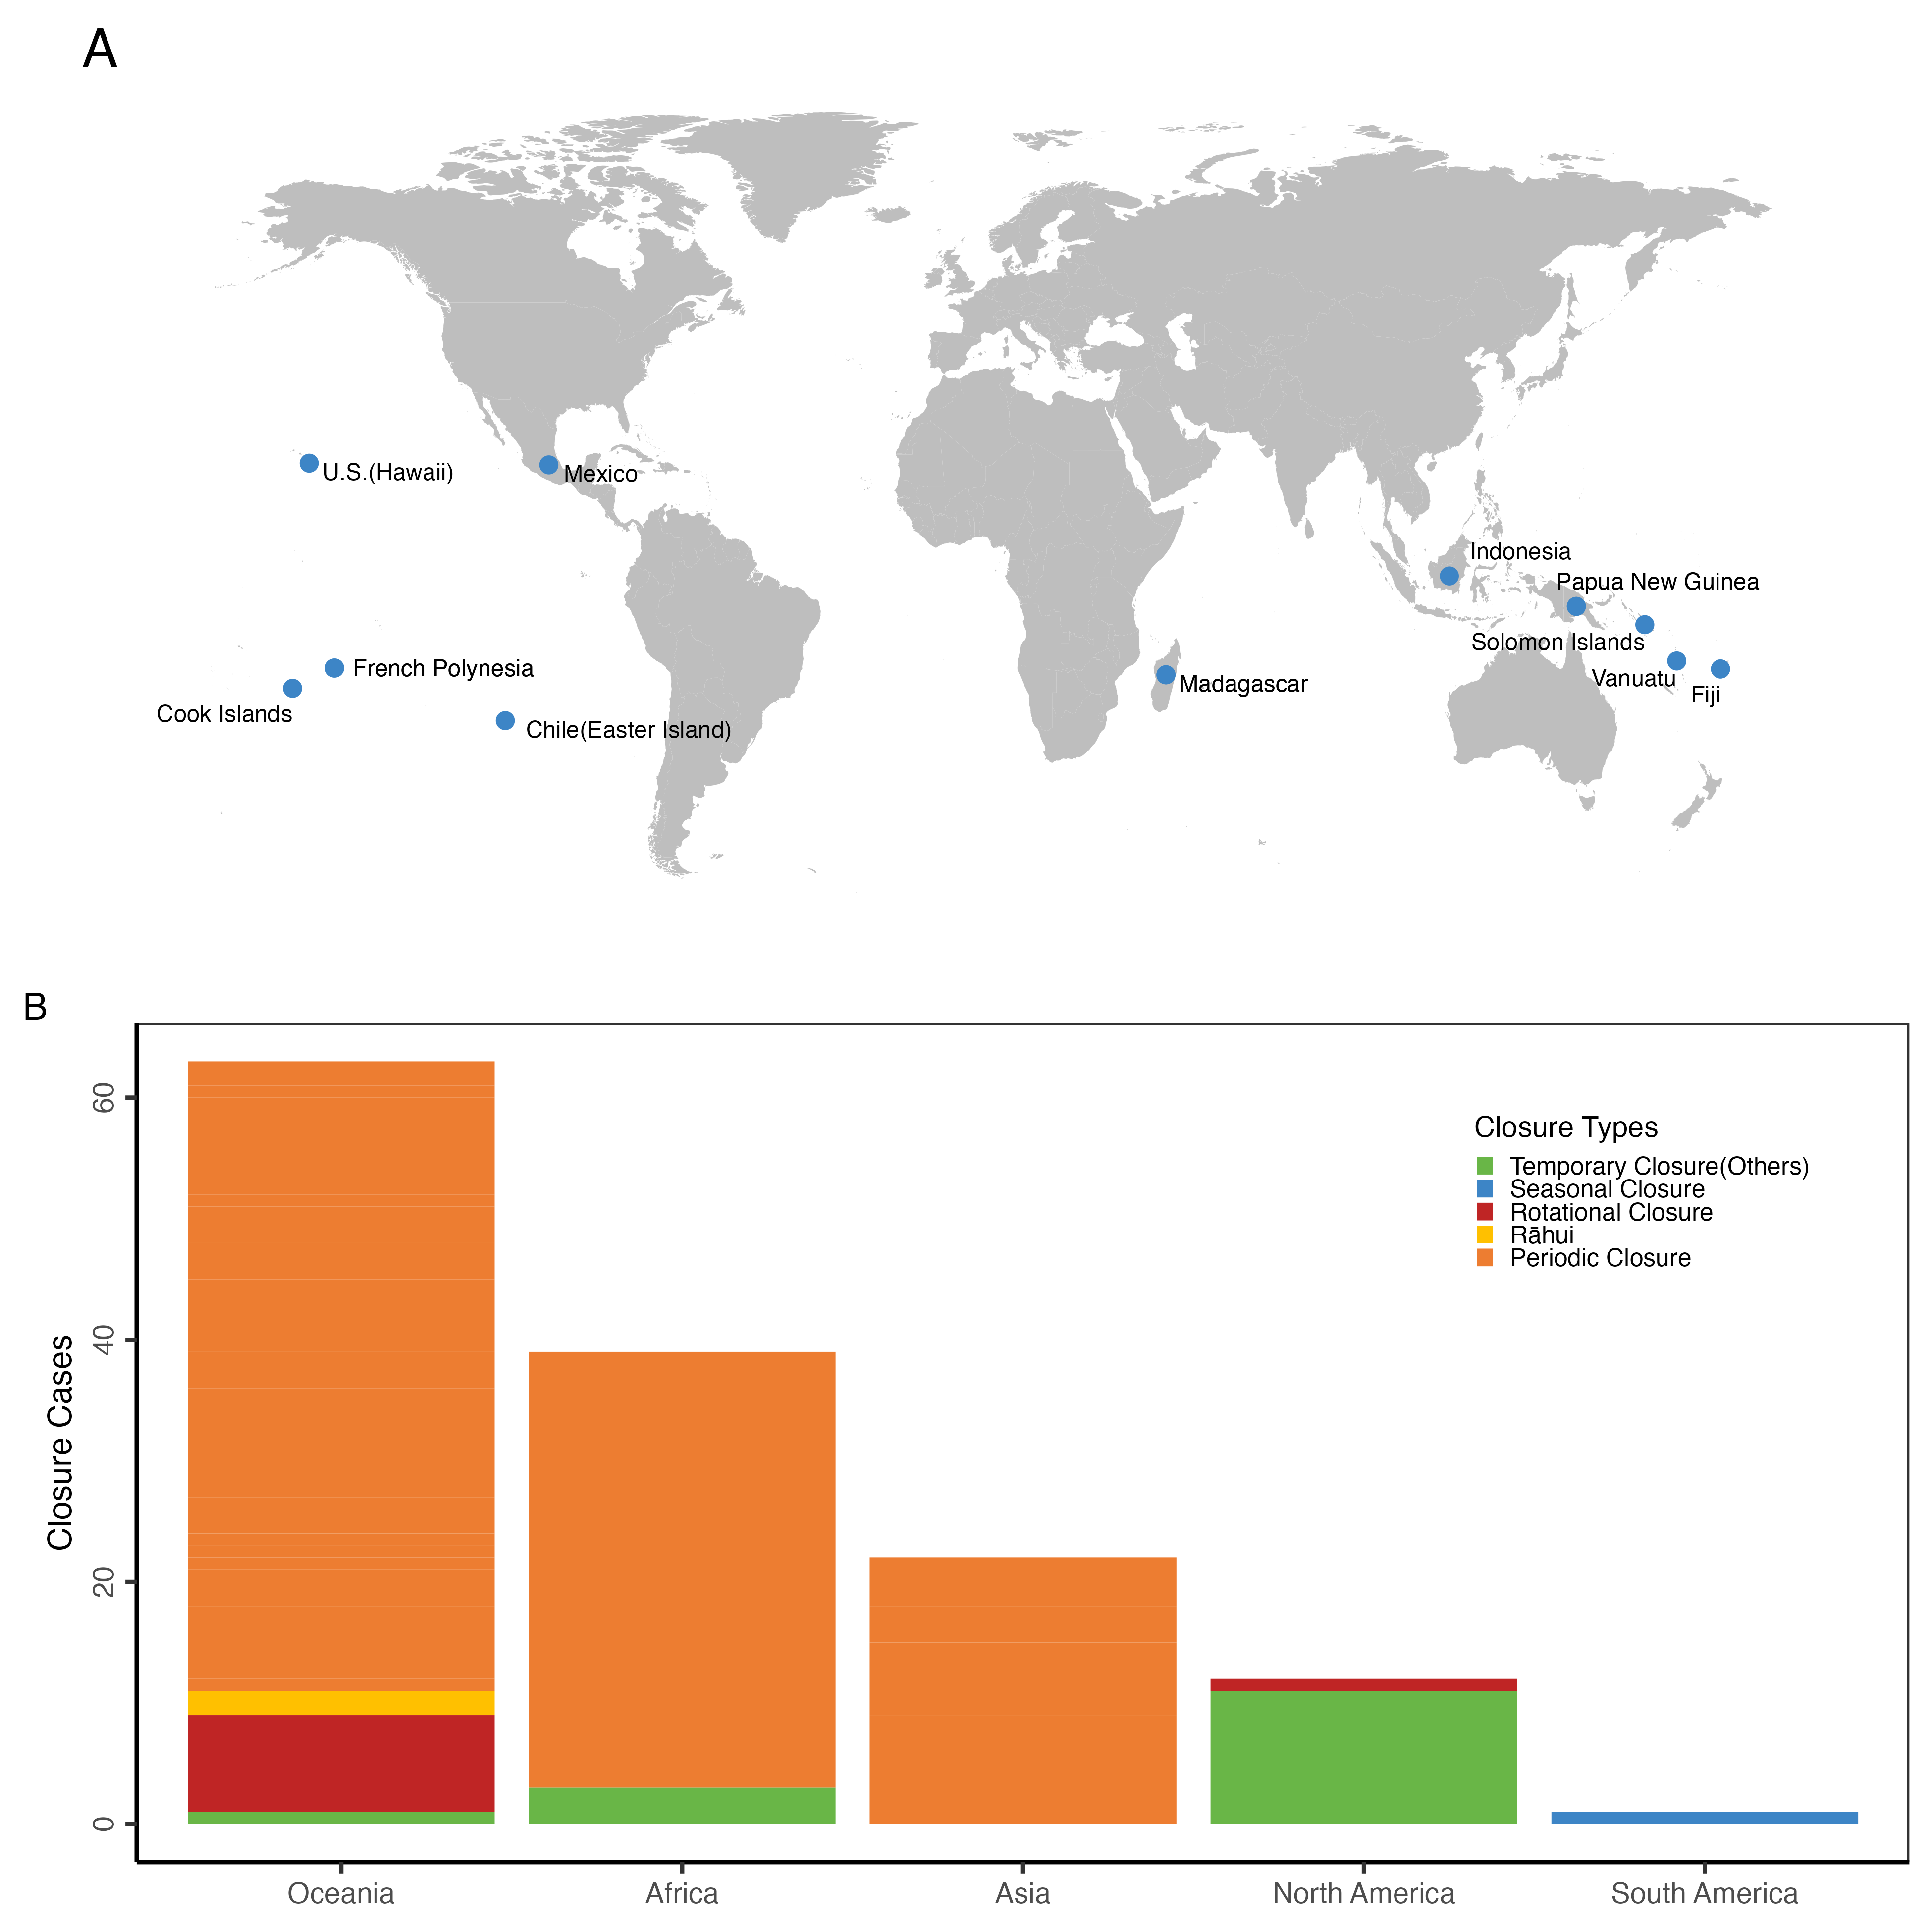 A
U.S.(Hawaii)
Mexico
Indonesia
Papua New Guinea
Solomon Islands
French Polynesia
Vanuatu
Madagascar
Fiji
Cook Islands
Chile(Easter Island)
B
Closure Cases
60
40
20
0
Closure Types
Temporary Closure(Others)
Seasonal Closure
Rotational Closure
Rāhui
Periodic Closure
Oceania
Africa
Asia
North America
South America